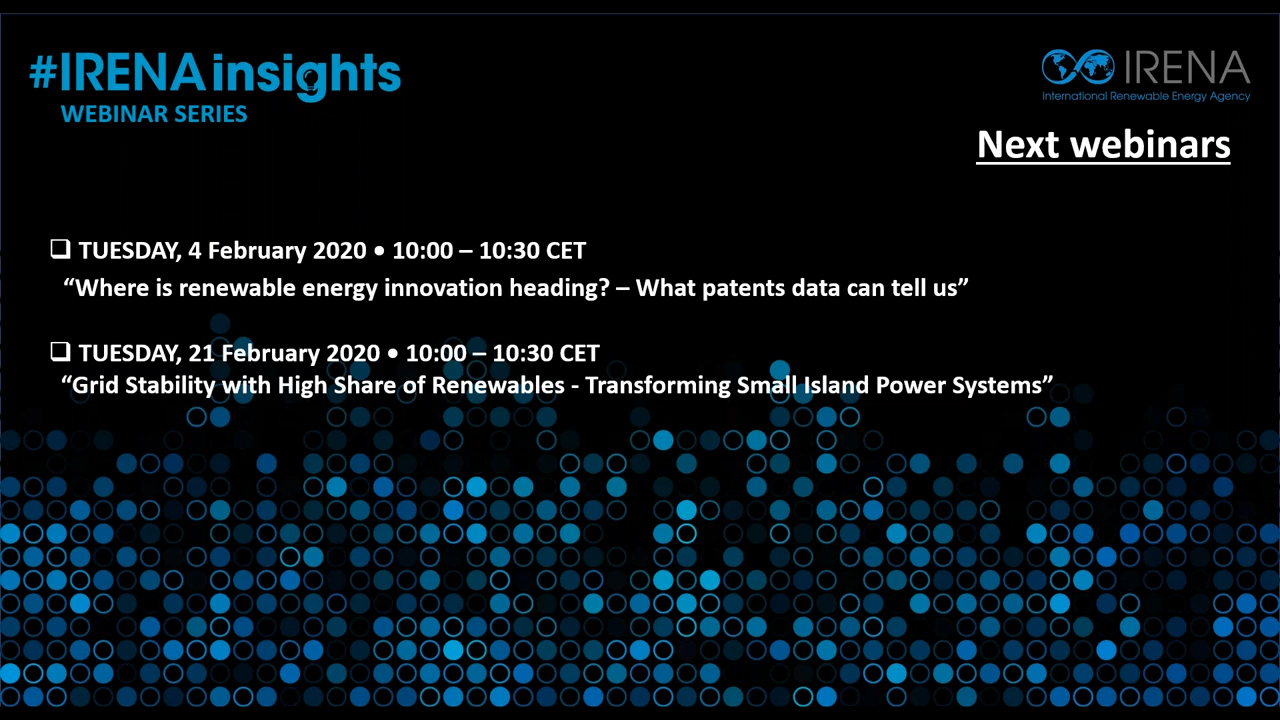 #IRENAinsights
WEBINAR SERIES
IRENA
International Renewable Energy Agency
Next webinars
❑ TUESDAY, 4 February 2020 • 10:00 – 10:30 CET
“Where is renewable energy innovation heading? – What patents data can tell us”
❑ TUESDAY, 21 February 2020 • 10:00 – 10:30 CET
“Grid Stability with High Share of Renewables - Transforming Small Island Power Systems”